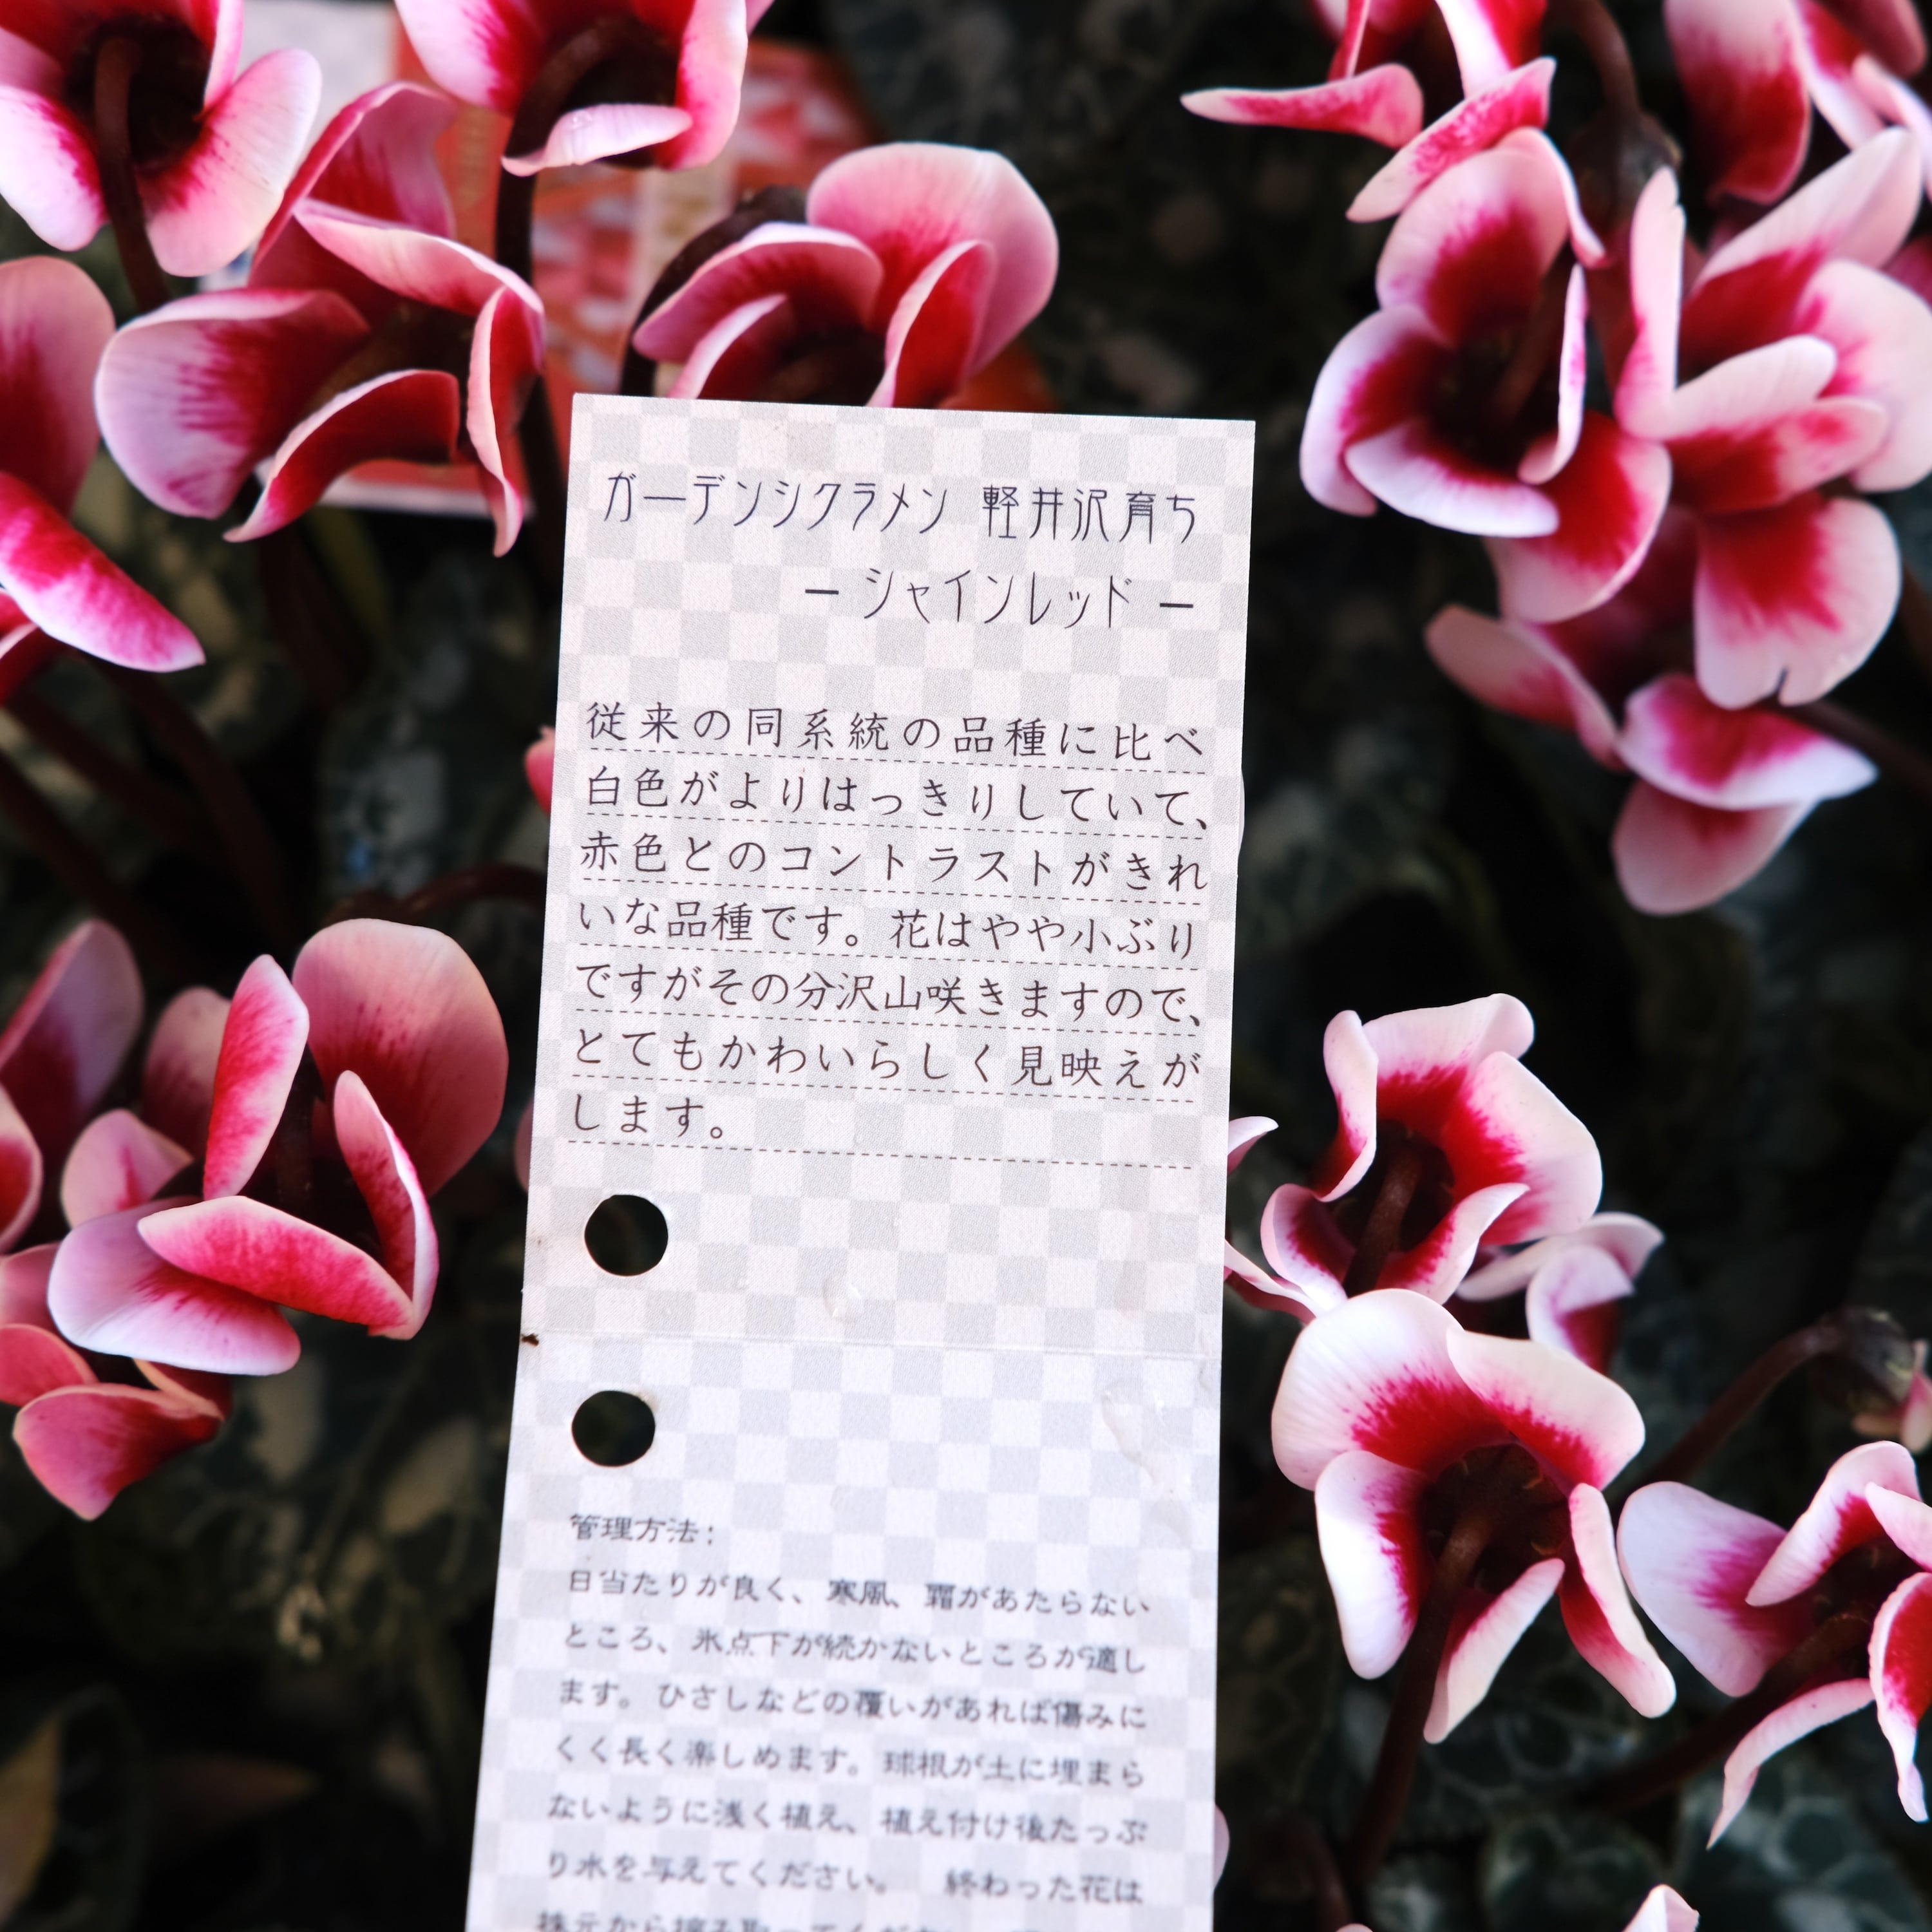 ガーデンシクラメン 軽井沢育ち
－シャインレッド－
従来の同系統の品種に比べ
白色がよりはっきりしていて、
赤色とのコントラストがきれ
いな品種です。花はやや小ぶり
ですがその分沢山咲きますので、
とてもかわいらしく見映えが
します。
管理方法：
日当たりが良く、寒風、霜があたらない
ところ、氷点下が続かないところが適し
ます。ひさしなどの覆いがあれば傷みに
くく長く楽しめます。球根が土に埋まら
ないように浅く植え、植え付け後たっぷ
り水を与えてください。 終わった花は
株元から